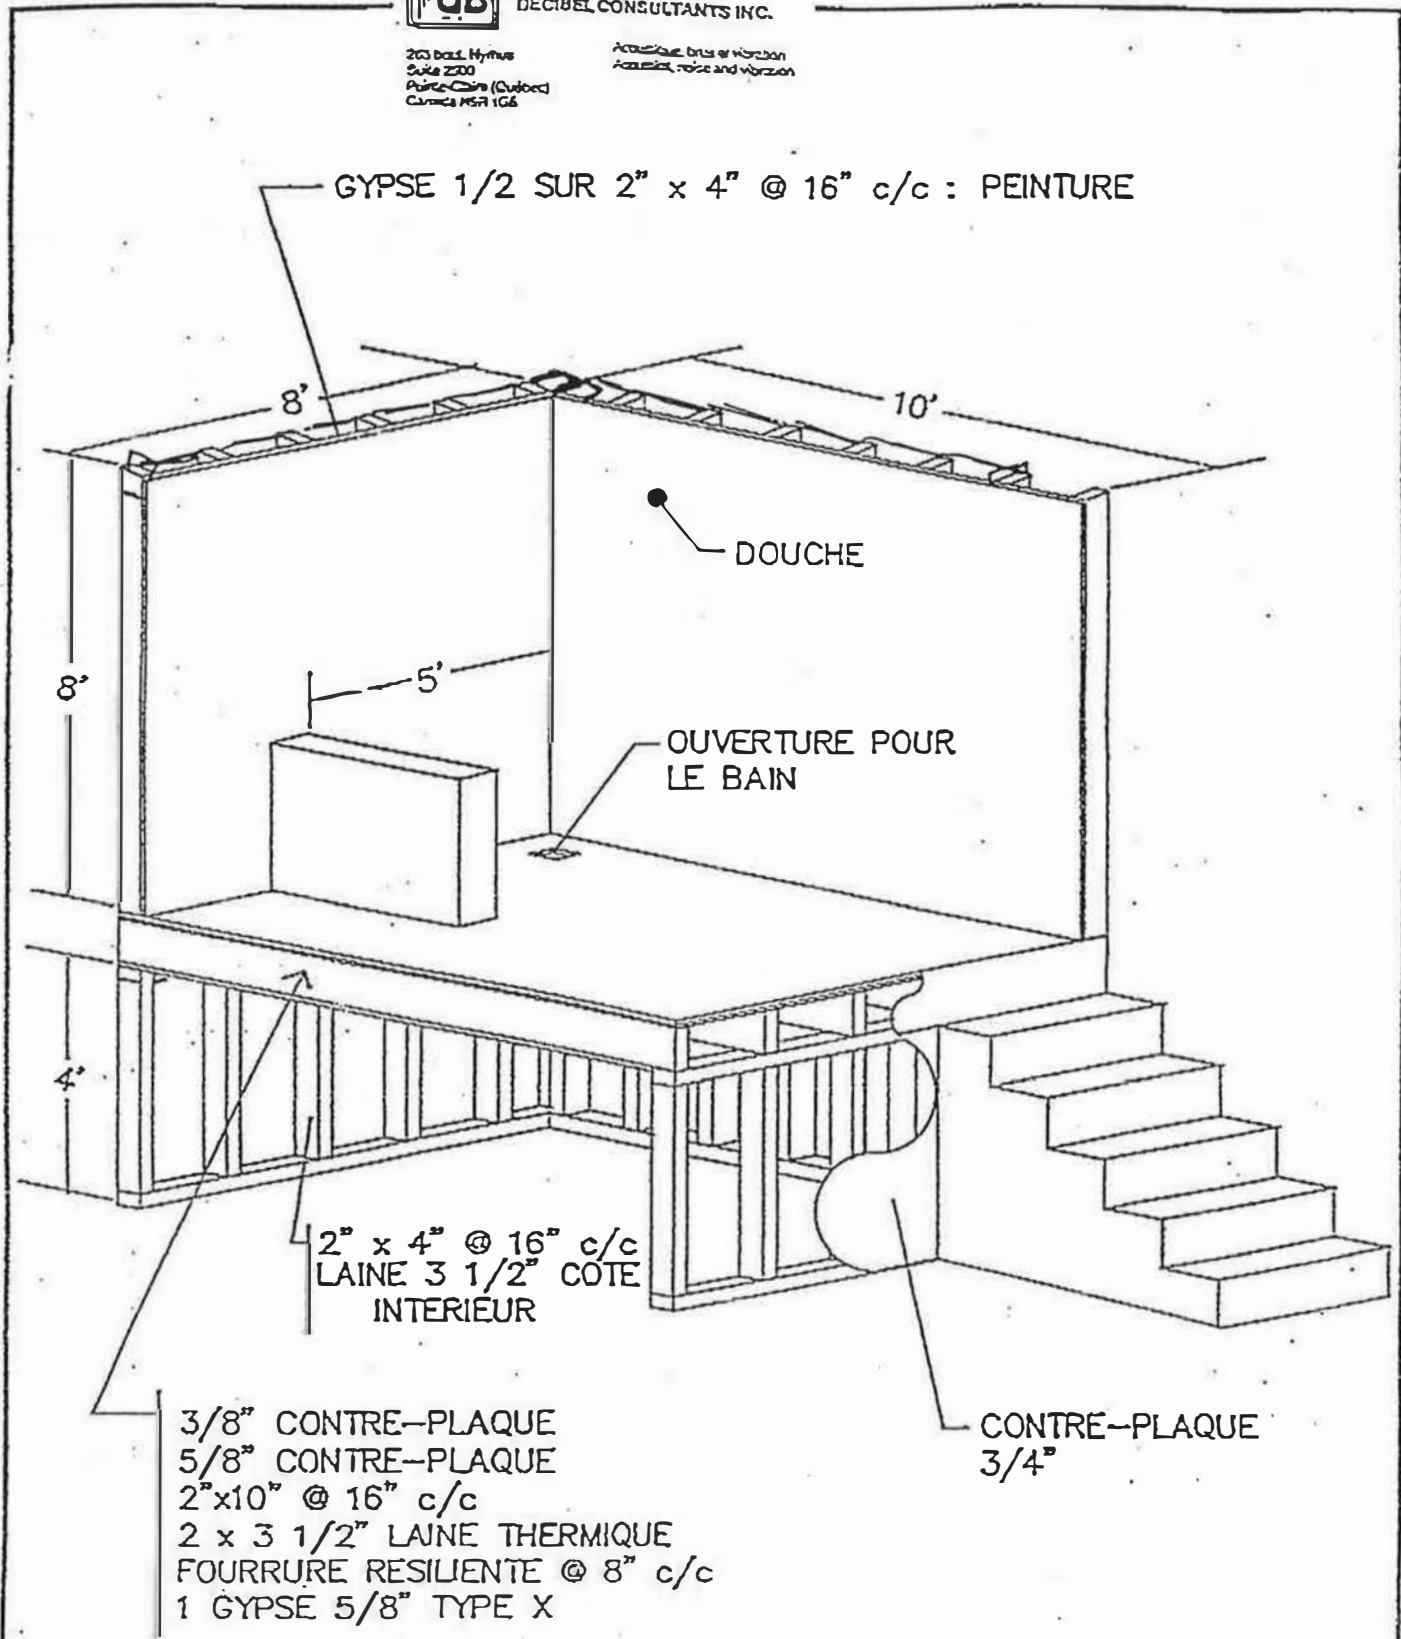 dB
DECIBEL CONSULTANTS INC.
Suite 2300
GYPSE 1/2 SUR 2" x 4" @ 16" c/c : PEINTURE
8'
10'
DOUCHE
8'
5'
OUVERTURE POUR
LE BAIN
4'
2" x 4" @ 16" c/c
LAINE 3 1/2" COTE
INTERIEUR
3/8" CONTRE-PLAQUE
5/8" CONTRE-PLAQUE
2"x10" @ 16" c/c
2 x 3 1/2" LAINE THERMIQUE
FOURRURE RESILIENTE @ 8" c/c
1 GYPSE 5/8" TYPE X
CONTRE-PLAQUE
3/4"